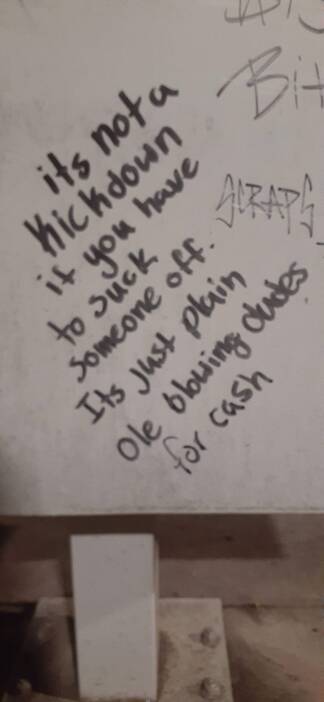 its not a
Kickdown
if you have
to suck
someone off.
Its just plain
Ole blowing dudes
for cash
Bit
SCRAPS